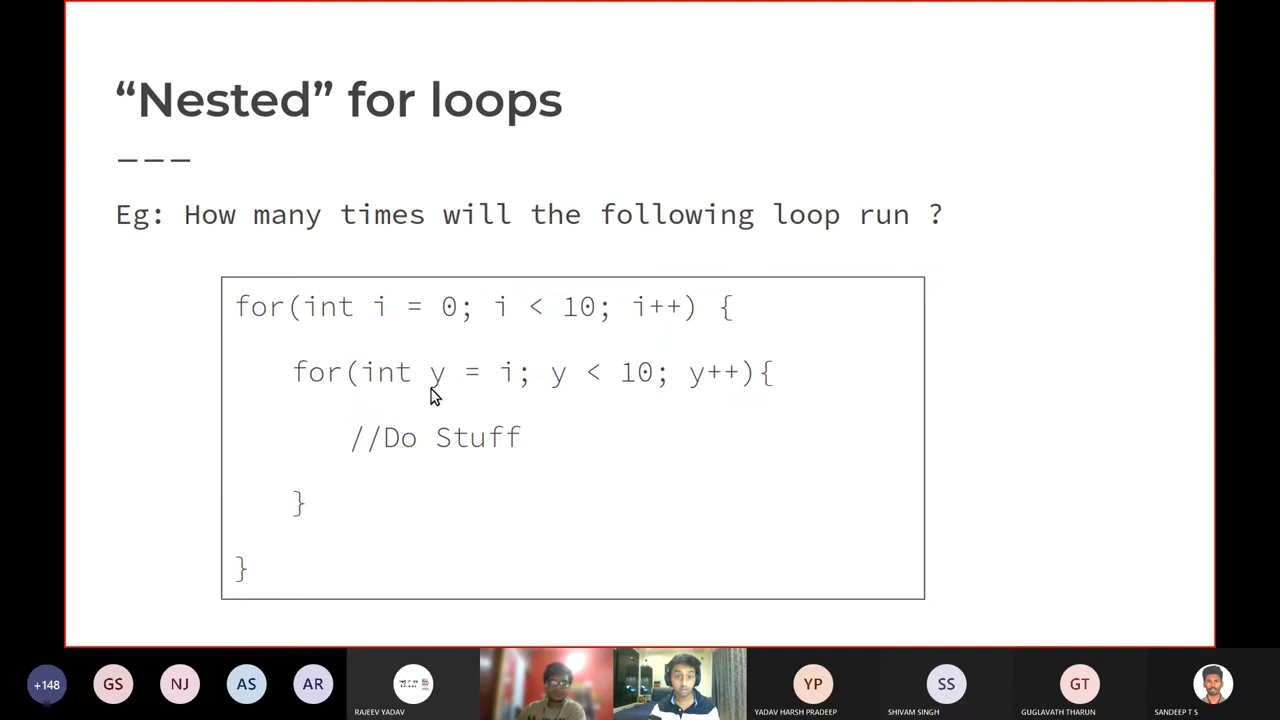 “Nested” for loops
___
Eg: How many times will the following loop run ?
for(int i = 0; i < 10; i++) {
for(int y = i; y < 10; y++){
//Do Stuff
}
}
+148 GS NJ AS AR YP SS GT
RAJEEV YADAV YADAV HARSH PRADEEP SHIVAM SINGH GUGLAVATH THARUN SANDEEP T S